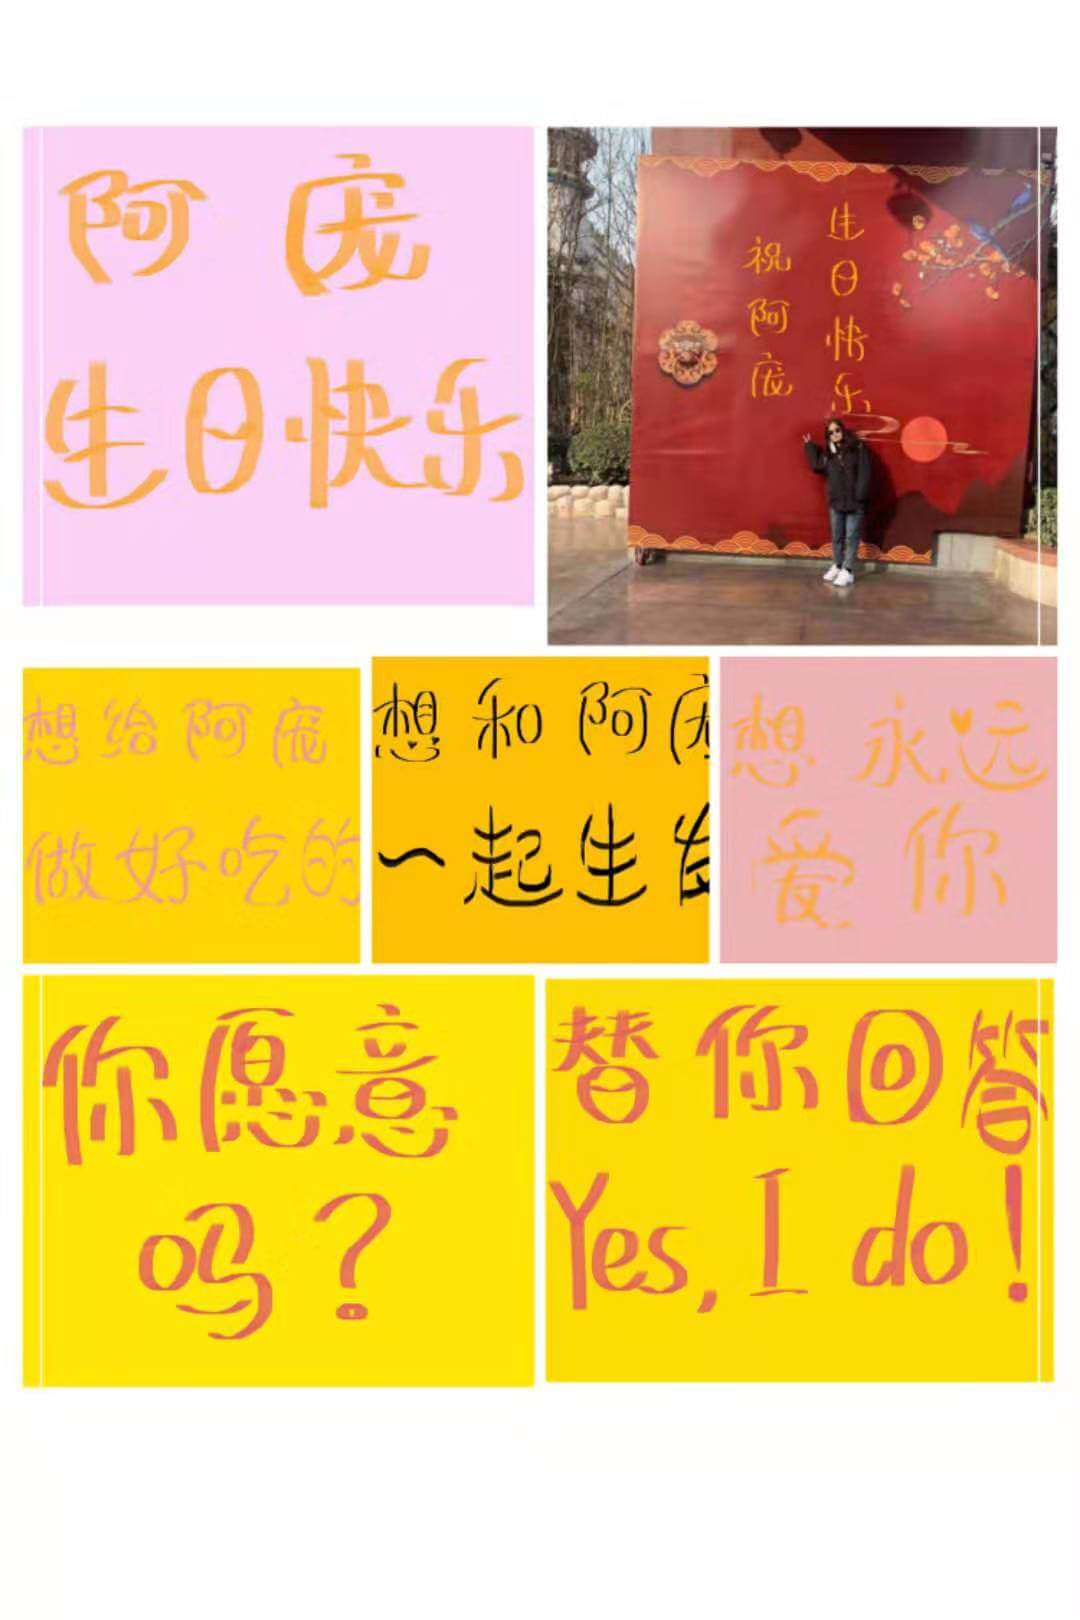 阿庞
生日快乐
祝阿庞
生日快乐
想给阿庞
做好吃的
想和阿庞
一起生
想永远
爱你
你愿意
吗？
替你回答
Yes, I do!